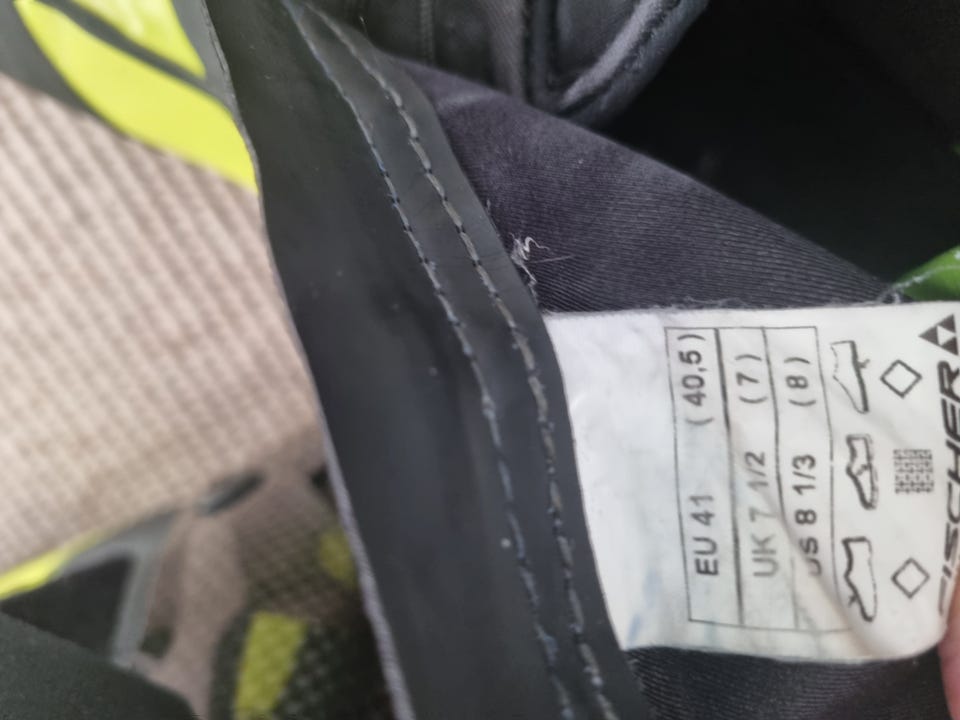 FISCHER
US 8 1/3 (8)
UK 7 1/2 (7)
EU 41 (40,5)